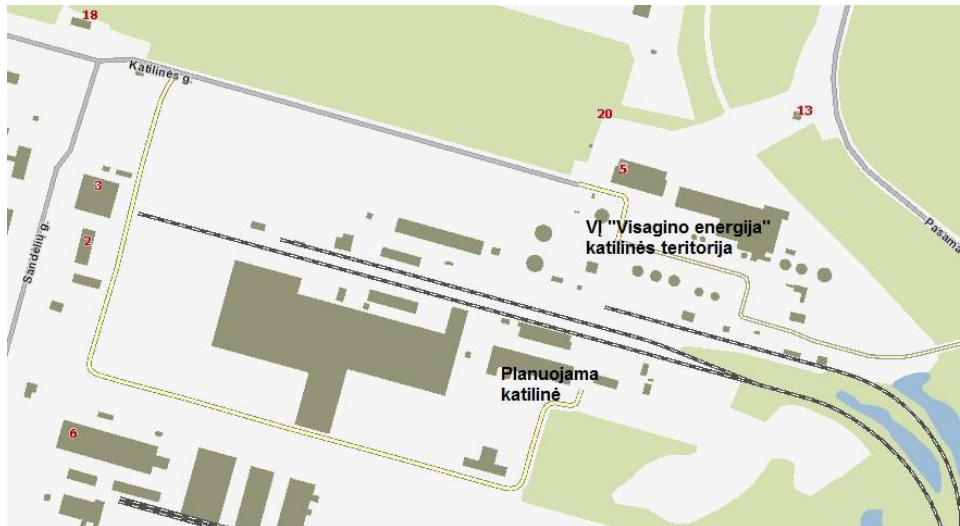 18
Katilinės g.
20
13
5
3
Pasama
VĮ "Visagino energija"
katilinės teritorija
2
Sandėlių g.
Planuojama
katilinė
6